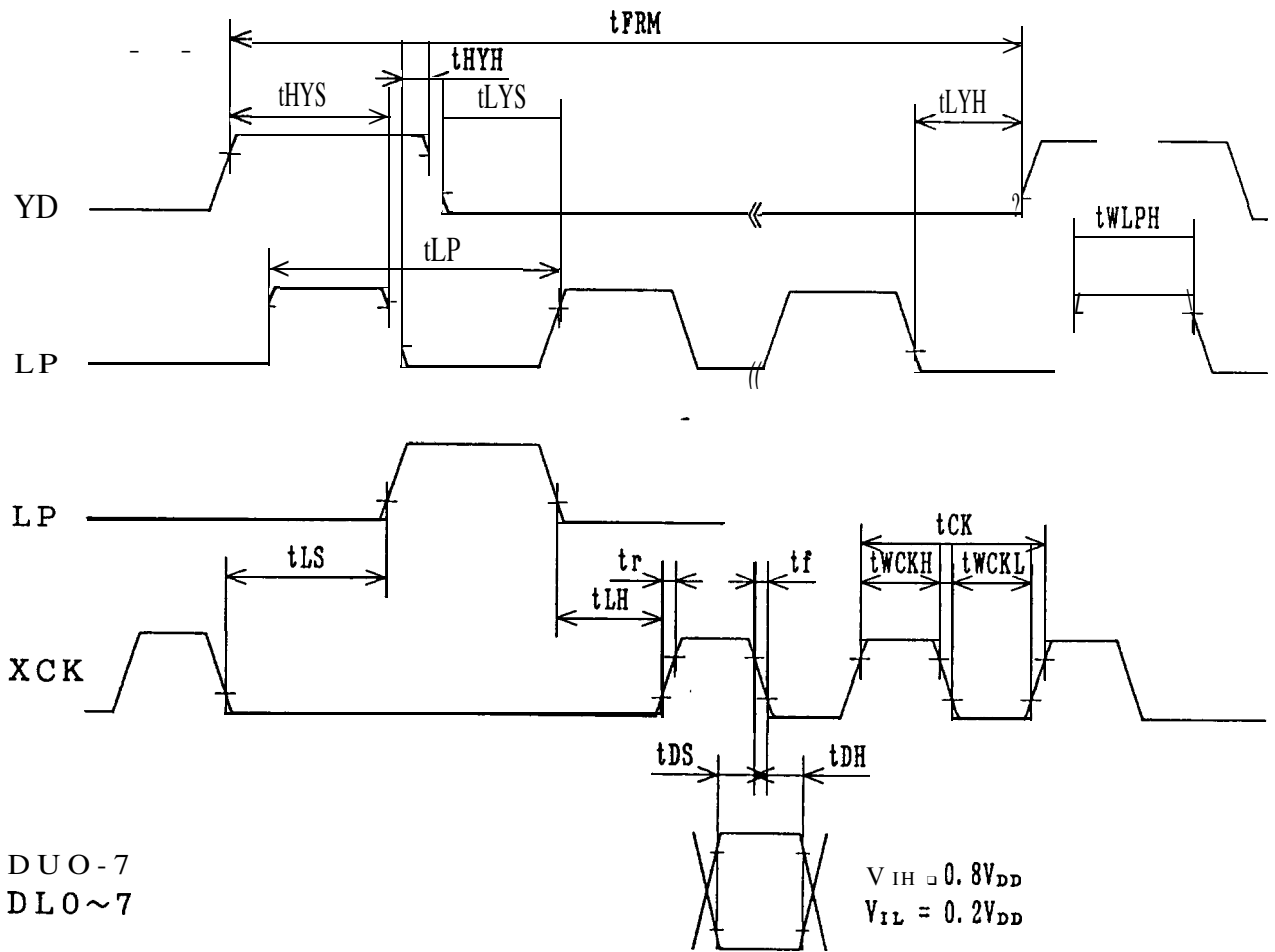 tFRM
tHYH
tHYS
tLYS
tLYH
YD
tWLPH
tLP
LP
LP
tCK
tLS
tr
tf
tWCKH
tWCKL
tLH
XCK
tDS
tDH
DUO-7
DL0~7
VIH □ 0.8VDD
VIL = 0.2VDD